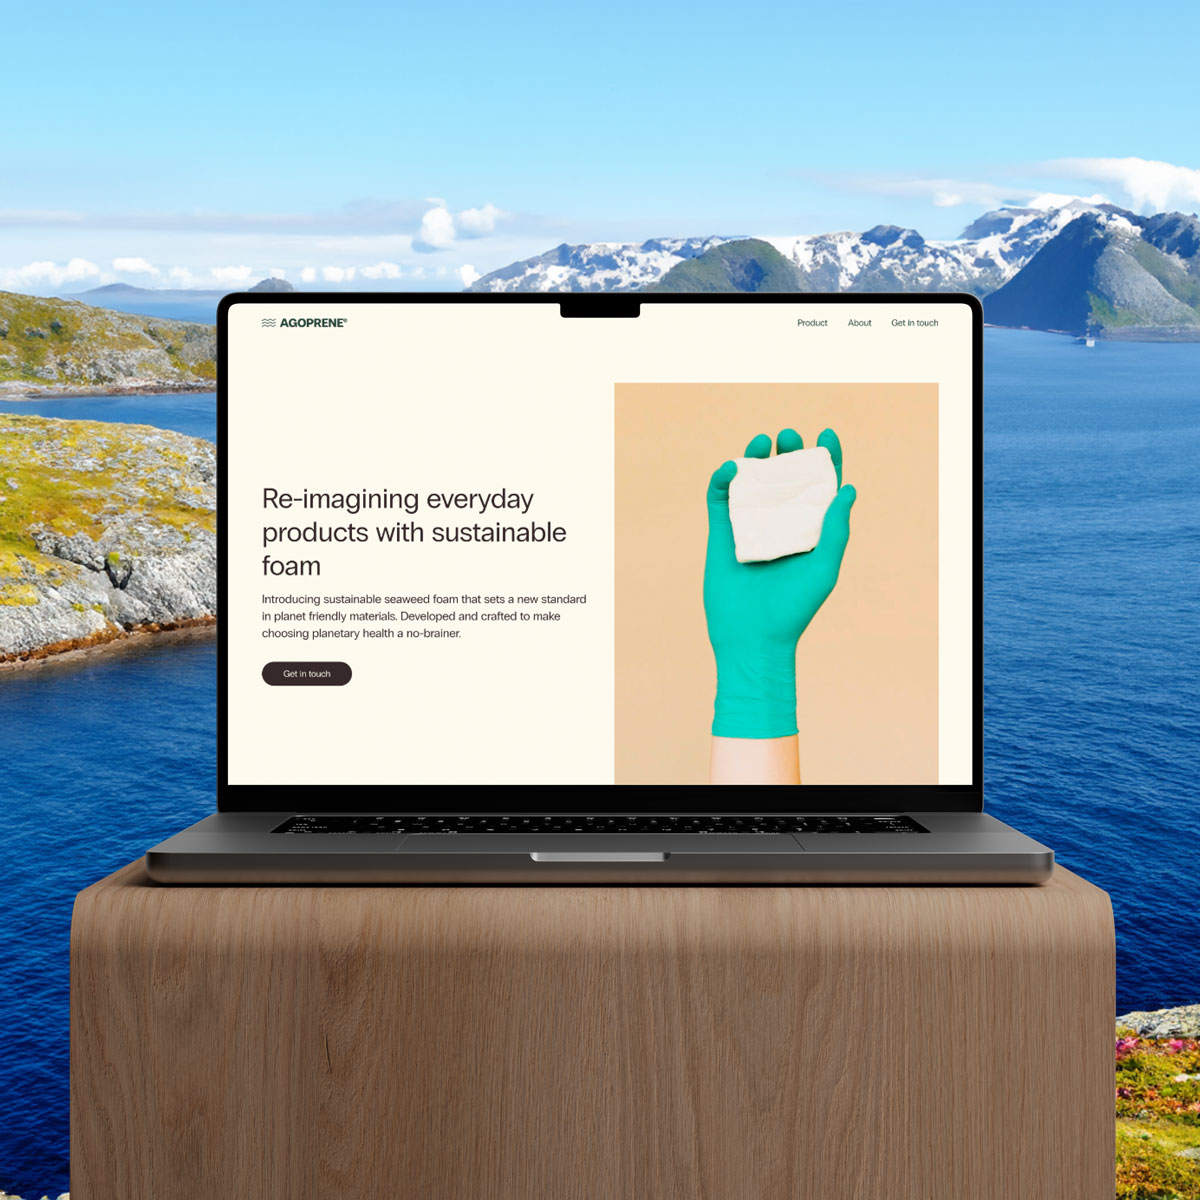 AGOPRENE®
Product About Get in touch
Re-imagining everyday
products with sustainable
foam
Introducing sustainable seaweed foam that sets a new standard
in planet friendly materials. Developed and crafted to make
choosing planetary health a no-brainer.
Get in touch